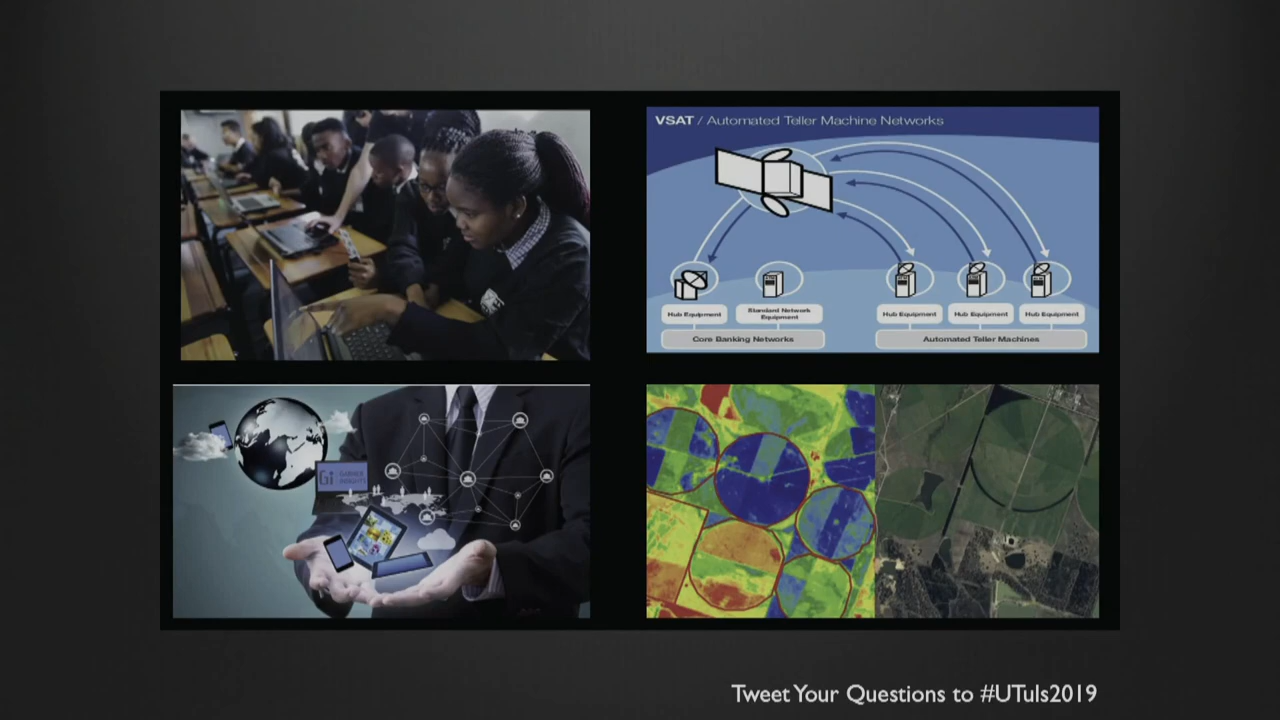 VSAT / Automated Teller Machine Networks
Hub Equipment
Standard Network
Equipment
Hub Equipment
Hub Equipment
Hub Equipment
Core Banking Networks
Automated Teller Machines
Gi
Tweet Your Questions to #UTuls2019